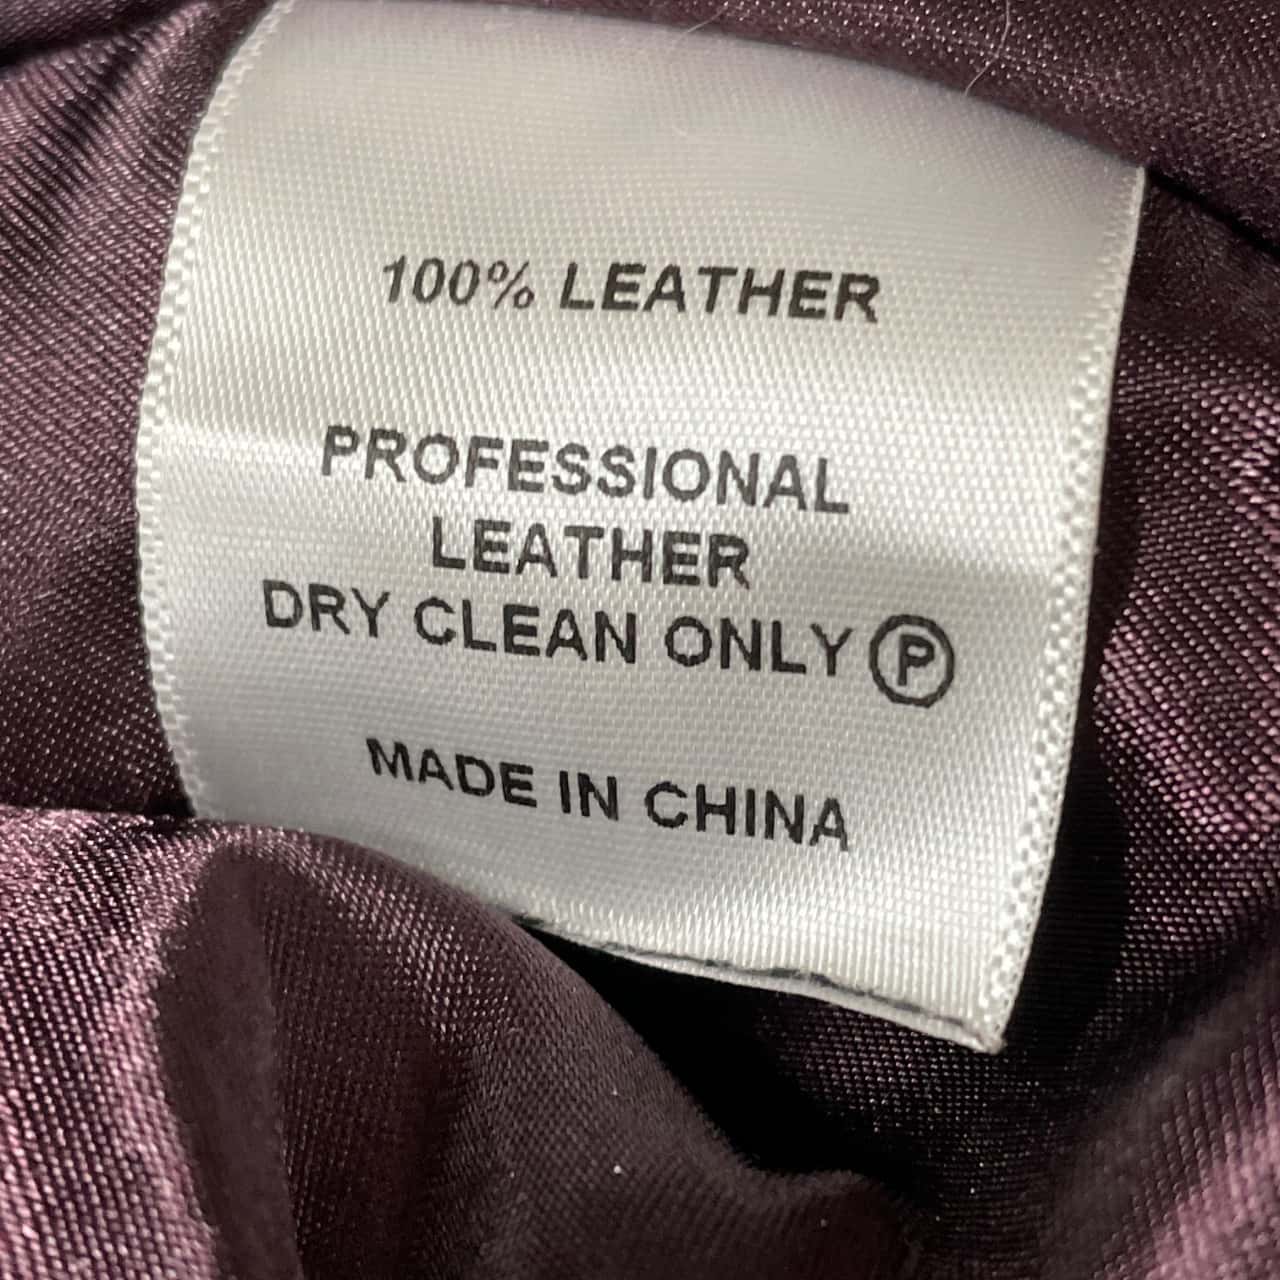 100% LEATHER
PROFESSIONAL
LEATHER
DRY CLEAN ONLY Ⓟ
MADE IN CHINA